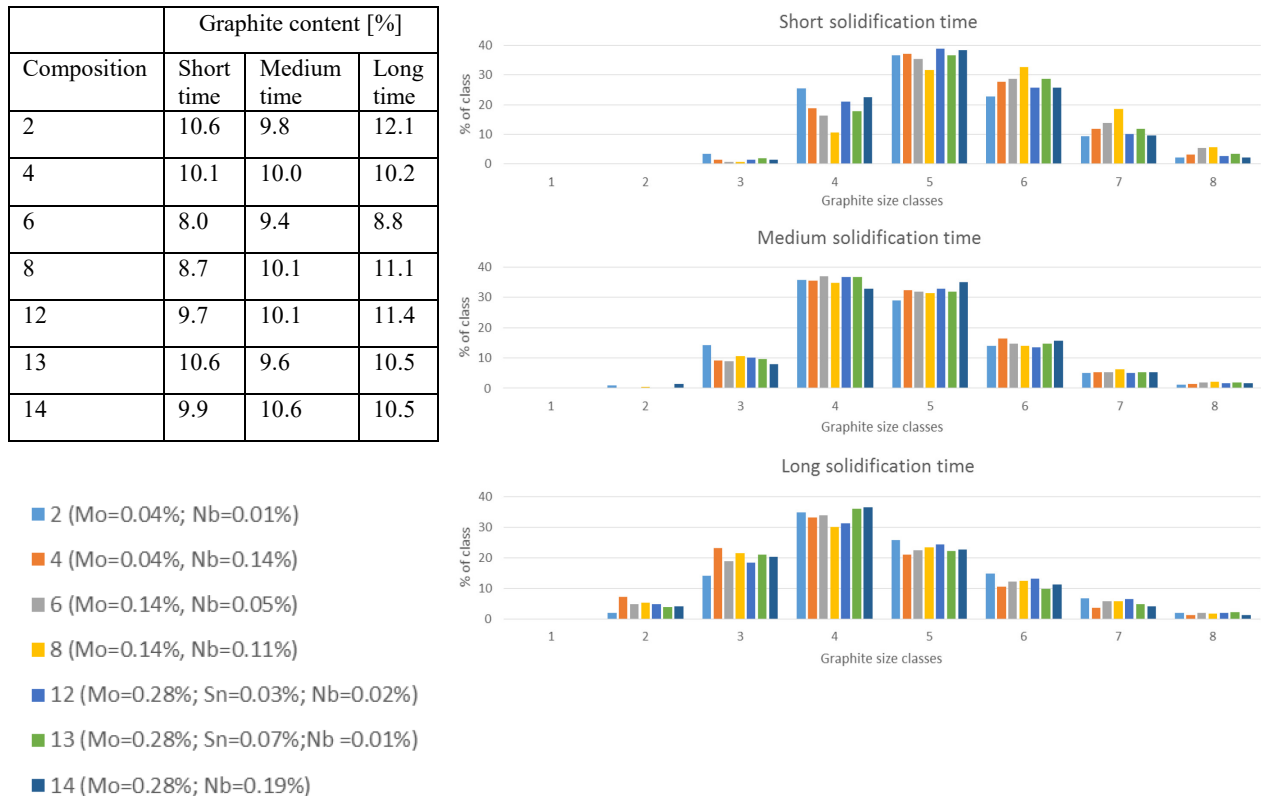 Graphite content [%]
Composition Short time Medium time Long time
2 10.6 9.8 12.1
4 10.1 10.0 10.2
6 8.0 9.4 8.8
8 8.7 10.1 11.1
12 9.7 10.1 11.4
13 10.6 9.6 10.5
14 9.9 10.6 10.5
2 (Mo=0.04%; Nb=0.01%)
4 (Mo=0.04%, Nb=0.14%)
6 (Mo=0.14%, Nb=0.05%)
8 (Mo=0.14%, Nb=0.11%)
12 (Mo=0.28%; Sn=0.03%; Nb=0.02%)
13 (Mo=0.28%; Sn=0.07%;Nb =0.01%)
14 (Mo=0.28%; Nb=0.19%)
Short solidification time
% of class
40
30
20
10
0
1 2 3 4 5 6 7 8
Graphite size classes
Medium solidification time
% of class
40
30
20
10
0
1 2 3 4 5 6 7 8
Graphite size classes
Long solidification time
% of class
40
30
20
10
0
1 2 3 4 5 6 7 8
Graphite size classes